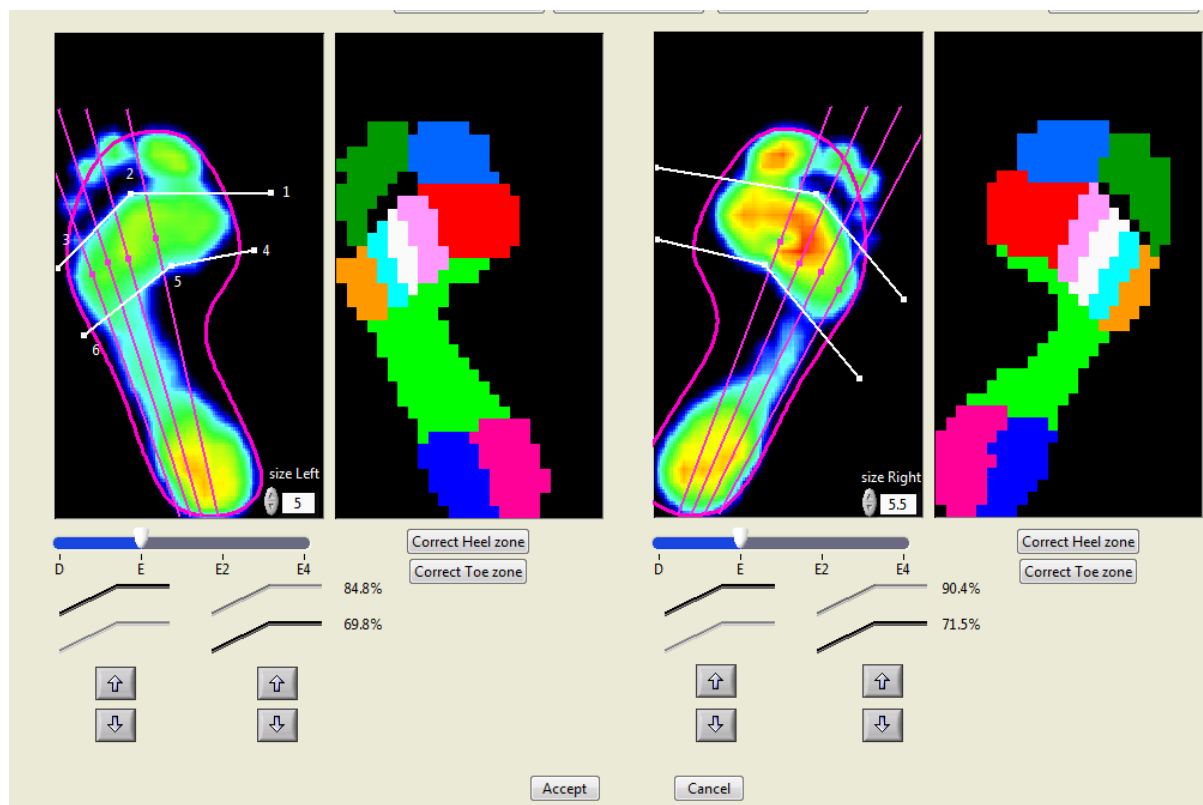 1
2
3
4
5
6
size Left
5
size Right
5.5
D E E2 E4
Correct Heel zone
Correct Toe zone
84.8%
69.8%
D E E2 E4
Correct Heel zone
Correct Toe zone
90.4%
71.5%
Accept
Cancel